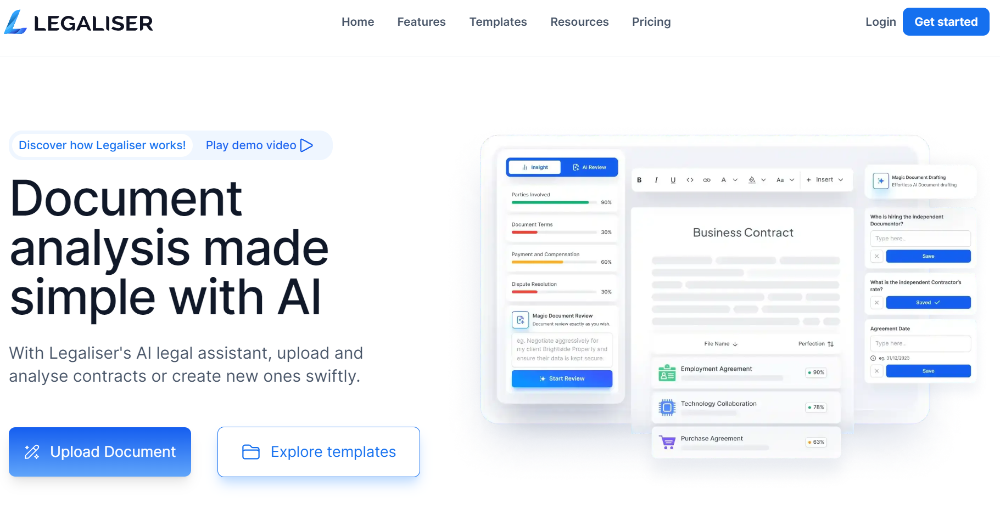 LEGALISER
Home
Features
Templates
Resources
Pricing
Login
Get started
Discover how Legaliser works!
Play demo video
Document
analysis made
simple with AI
With Legaliser's AI legal assistant, upload and
analyse contracts or create new ones swiftly.
Upload Document
Explore templates
Insight
AI Review
Parties Involved
90%
Document Terms
30%
Payment and Compensation
60%
Dispute Resolution
30%
Magic Document Review
Document review exactly as you wish.
eg. Negotiate aggressively for
my client Brightside Property and
ensure their data is kept secure.
Start Review
B I U A Aa + Insert
Business Contract
File Name
Perfection
Employment Agreement
90%
Technology Collaboration
78%
Purchase Agreement
63%
Magic Document Drafting
Effortless AI Document drafting
Who is hiring the independent
Documentor?
Type here..
Save
What is the independent Contractor's
rate?
Saved
Agreement Date
Type here..
eg. 31/12/2023
Save